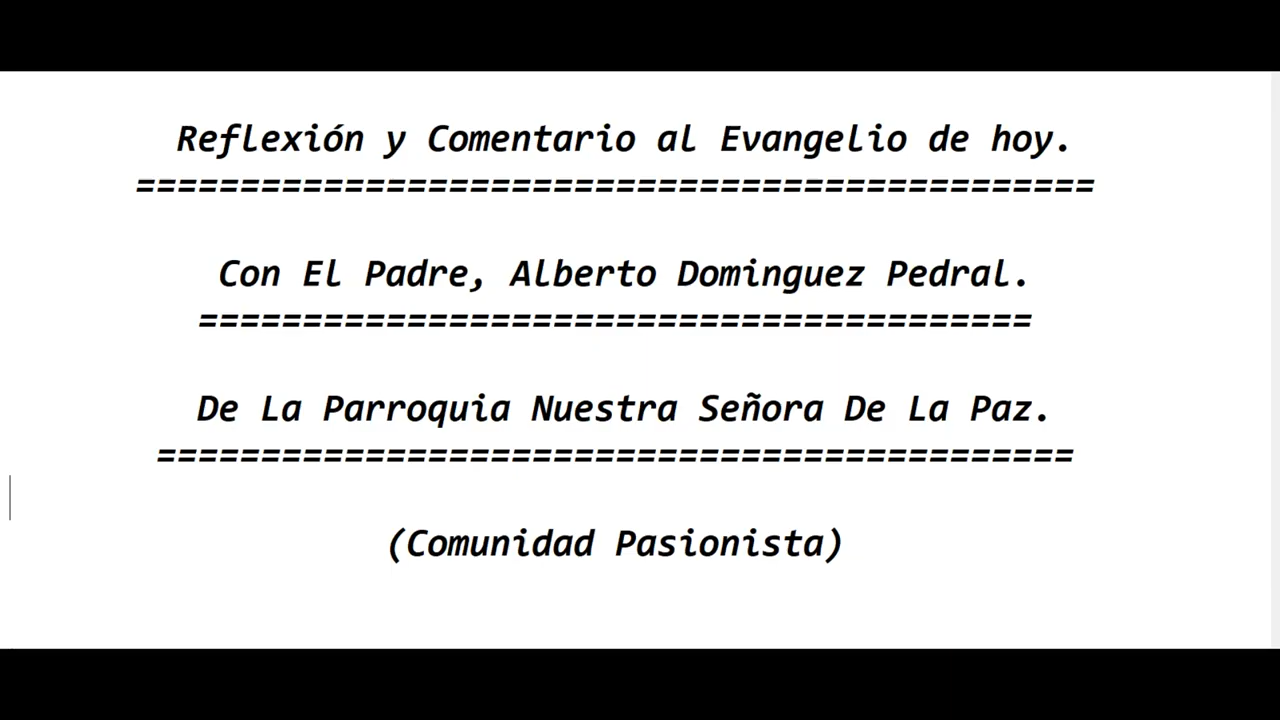 Reflexión y Comentario al Evangelio de hoy.
==============================================
Con El Padre, Alberto Dominguez Pedral.
========================================
De La Parroquia Nuestra Señora De La Paz.
============================================
(Comunidad Pasionista)